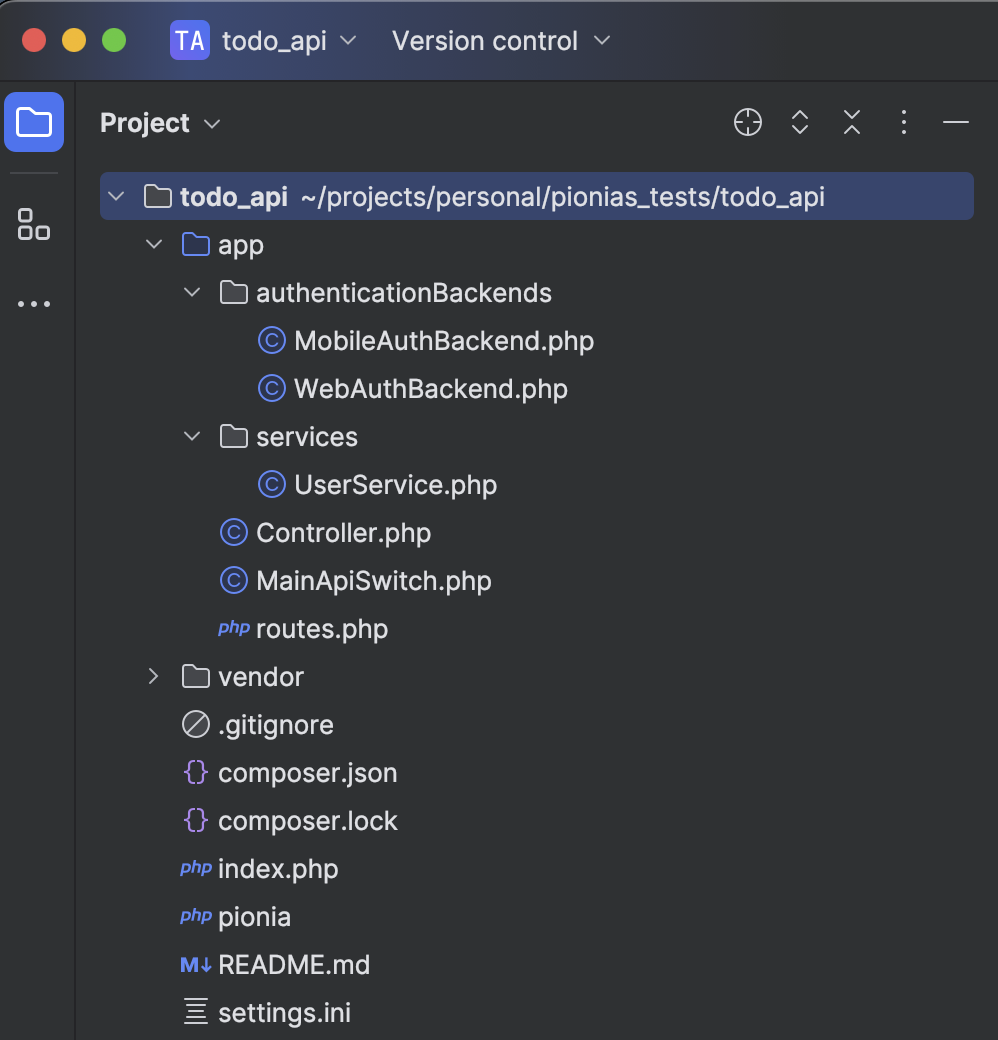 TA todo_api Version control
Project
todo_api ~/projects/personal/pionias_tests/todo_api
app
authenticationBackends
C MobileAuthBackend.php
C WebAuthBackend.php
services
C UserService.php
C Controller.php
C MainApiSwitch.php
php routes.php
vendor
.gitignore
{} composer.json
{} composer.lock
php index.php
php pionia
M↓ README.md
settings.ini